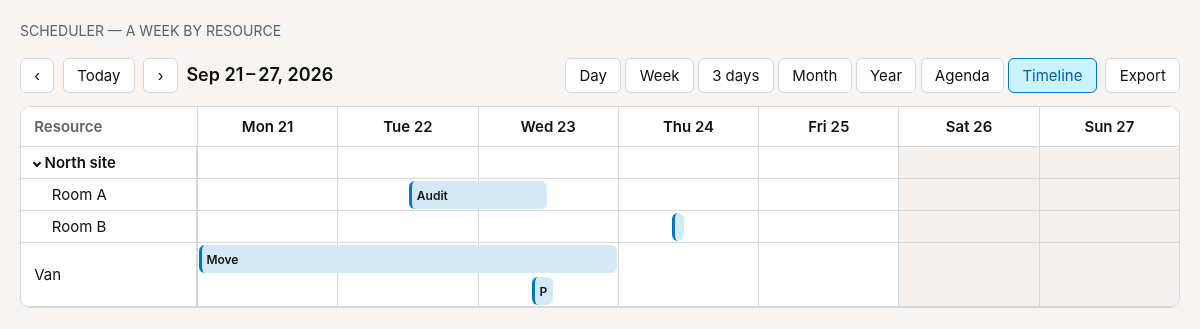 SCHEDULER — A WEEK BY RESOURCE
‹ Today › Sep 21 – 27, 2026 Day Week 3 days Month Year Agenda Timeline Export
Resource Mon 21 Tue 22 Wed 23 Thu 24 Fri 25 Sat 26 Sun 27
North site
Room A Audit
Room B
Move
Van
P